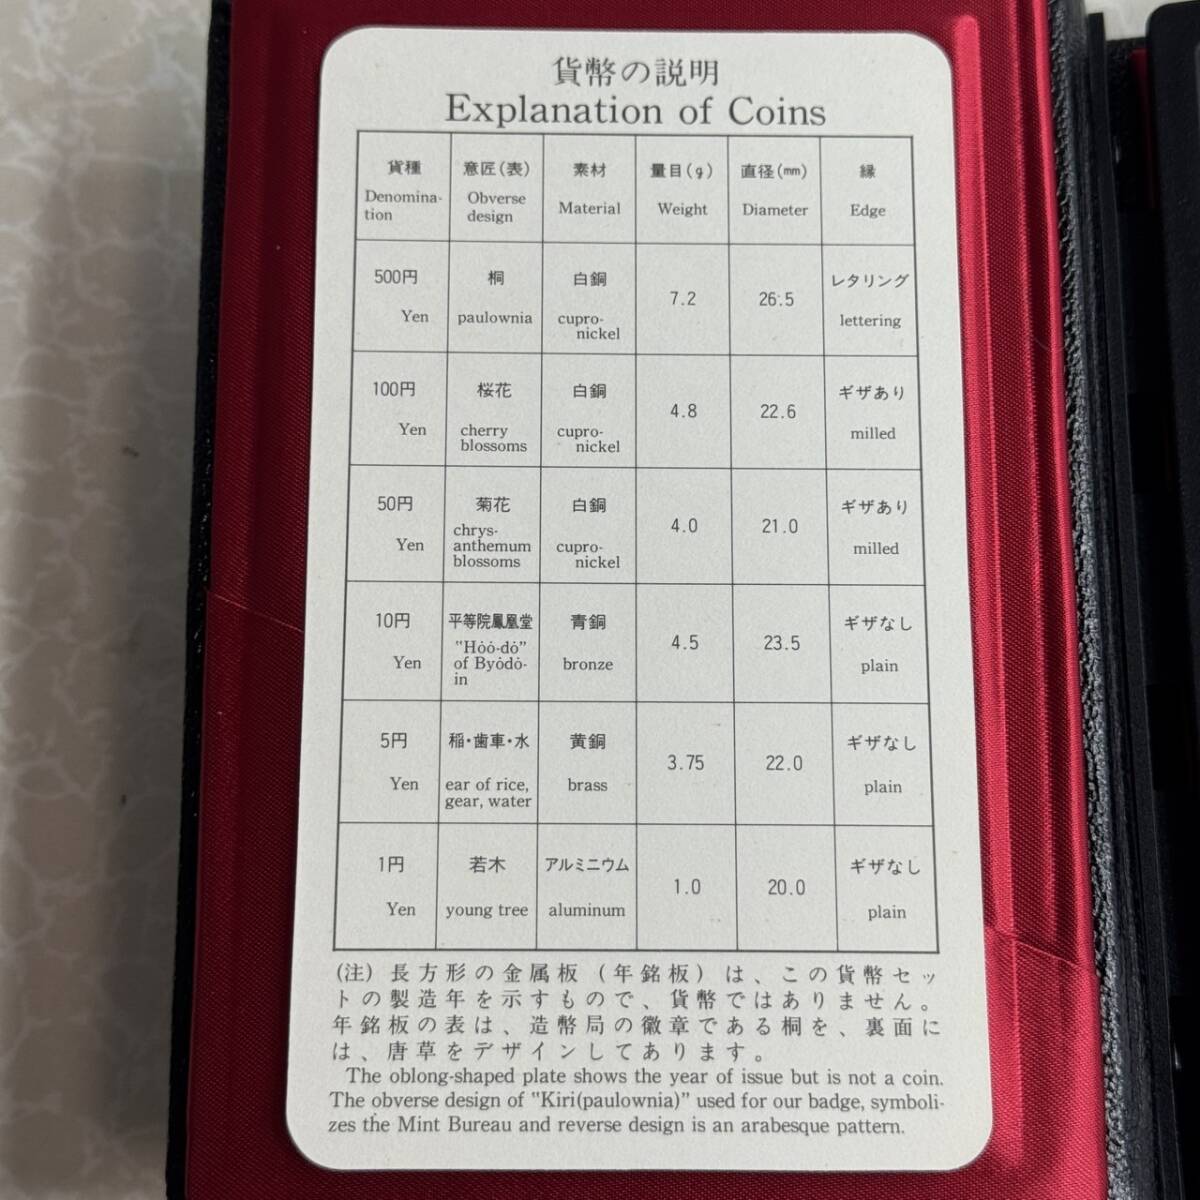 貨幣の説明
Explanation of Coins
貨種 意匠(表) 素材 量目(g) 直径(mm) 縁
Denomina-
tion
Obverse
design
Material Weight Diameter Edge
500円 桐 白銅 7.2 26.5 レタリング
Yen paulownia cupro-
nickel
lettering
100円 桜花 白銅 4.8 22.6 ギザあり
Yen cherry
blossoms
cupro-
nickel
milled
50円 菊花 白銅 4.0 21.0 ギザあり
Yen chrys-
anthemum
blossoms
cupro-
nickel
milled
10円 平等院鳳凰堂 青銅 4.5 23.5 ギザなし
Yen "Hȯȯ-dȯ"
of Byȯdȯ-
in
bronze plain
5円 稲・歯車・水 黄銅 3.75 22.0 ギザなし
Yen ear of rice,
gear, water
brass plain
1円 若木 アルミニウム 1.0 20.0 ギザなし
Yen young tree aluminum plain
(注) 長方形の金属板（年銘板）は、この貨幣セッ
トの製造年を示すもので、貨幣ではありません。
年銘板の表は、造幣局の徽章である桐を、裏面に
は、唐草をデザインしてあります。
The oblong-shaped plate shows the year of issue but is not a coin.
The obverse design of "Kiri(paulownia)" used for our badge, symboli-
zes the Mint Bureau and reverse design is an arabesque pattern.